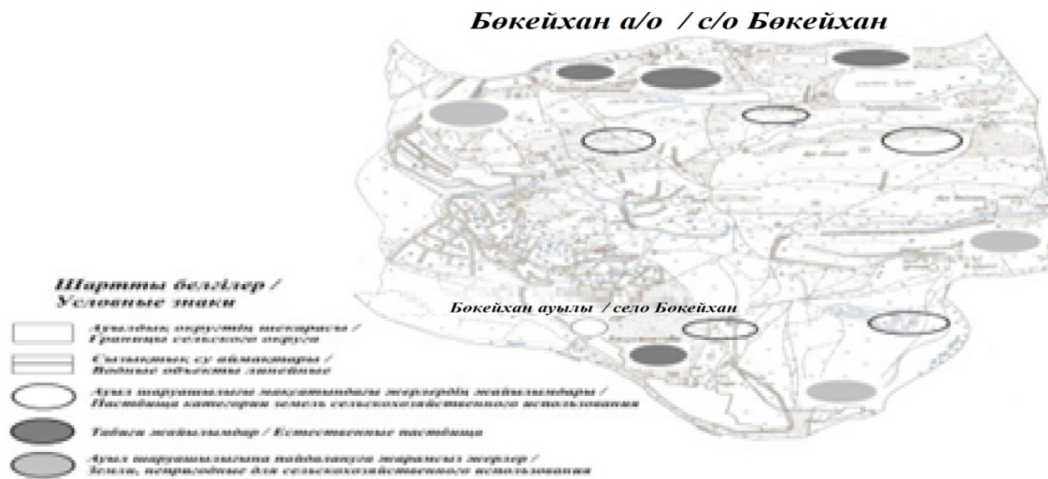 Бөкейхан а/о / с/о Бөкейхан
Бөкейхан ауылы / село Бөкейхан
Шартты белгілер /
Условные знаки
Ауылдық округтің шекарасы /
Границы сельского округа
Сызықтық су аймақтары /
Водные объекты линейные
Ауыл шаруашылығы мақсатындағы жерлердің жайылымдары /
Пастбища категории земель сельскохозяйственного использования
Табиғи жайылымдар / Естественные пастбища
Ауыл шаруашылығына пайдалануға жарамсыз жерлер /
Земли, непригодные для сельскохозяйственного использования